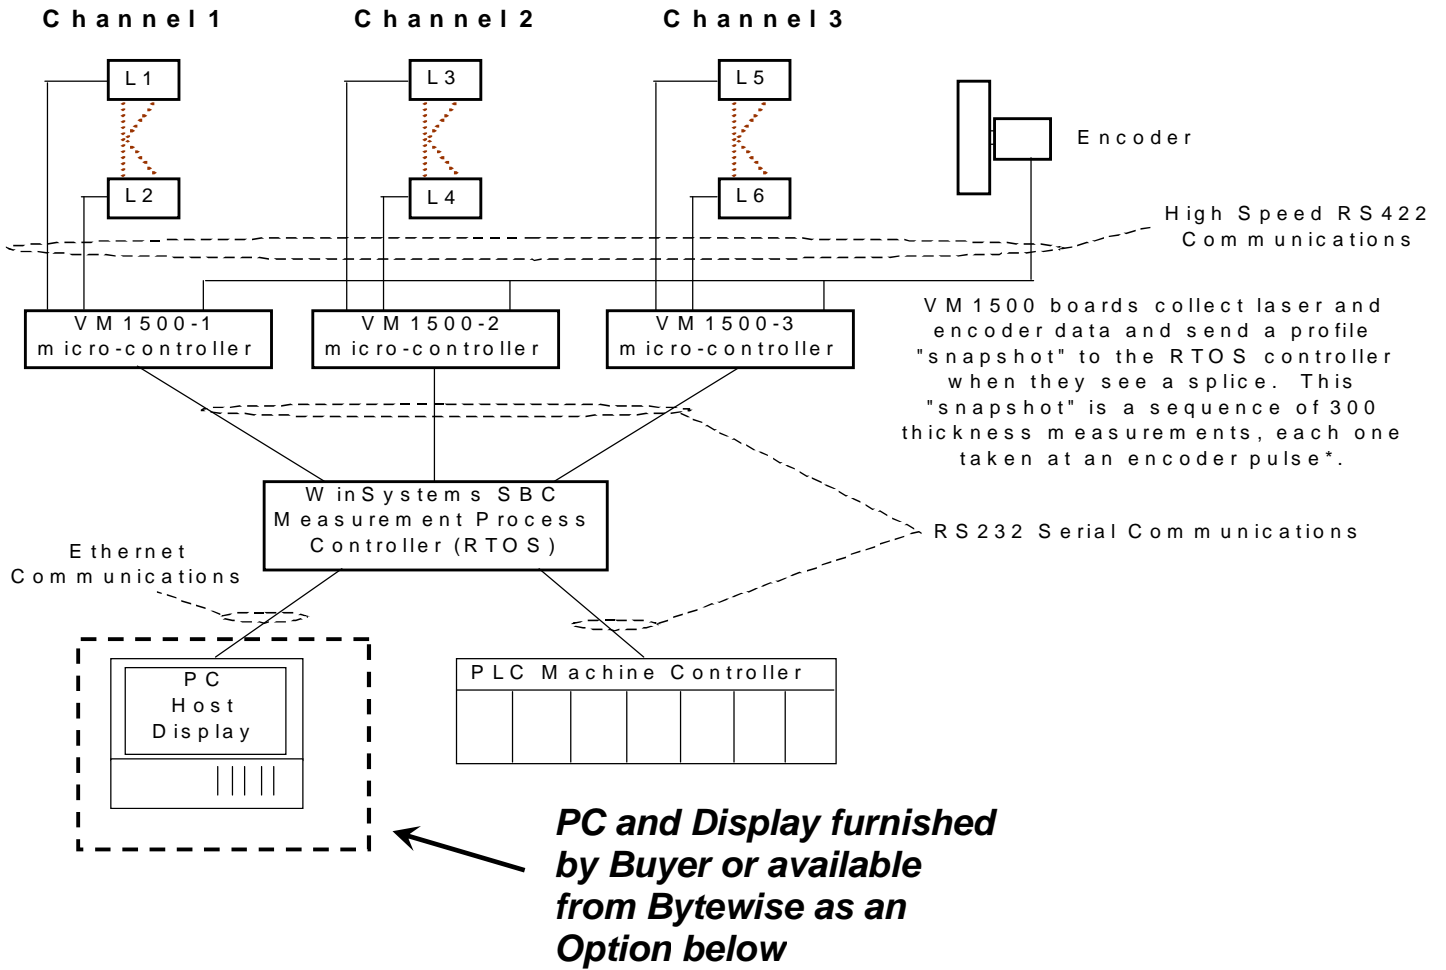 Channel 1
Channel 2
Channel 3
L1
L3
L5
Encoder
L2
L4
L6
High Speed RS422
Communications
VM1500-1
micro-controller
VM1500-2
micro-controller
VM1500-3
micro-controller
VM1500 boards collect laser and
encoder data and send a profile
"snapshot" to the RTOS controller
when they see a splice. This
"snapshot" is a sequence of 300
thickness measurements, each one
taken at an encoder pulse*.
WinSystems SBC
Measurement Process
Controller (RTOS)
RS232 Serial Communications
Ethernet
Communications
PC
Host
Display
PLC Machine Controller
PC and Display furnished
by Buyer or available
from Bytewise as an
Option below